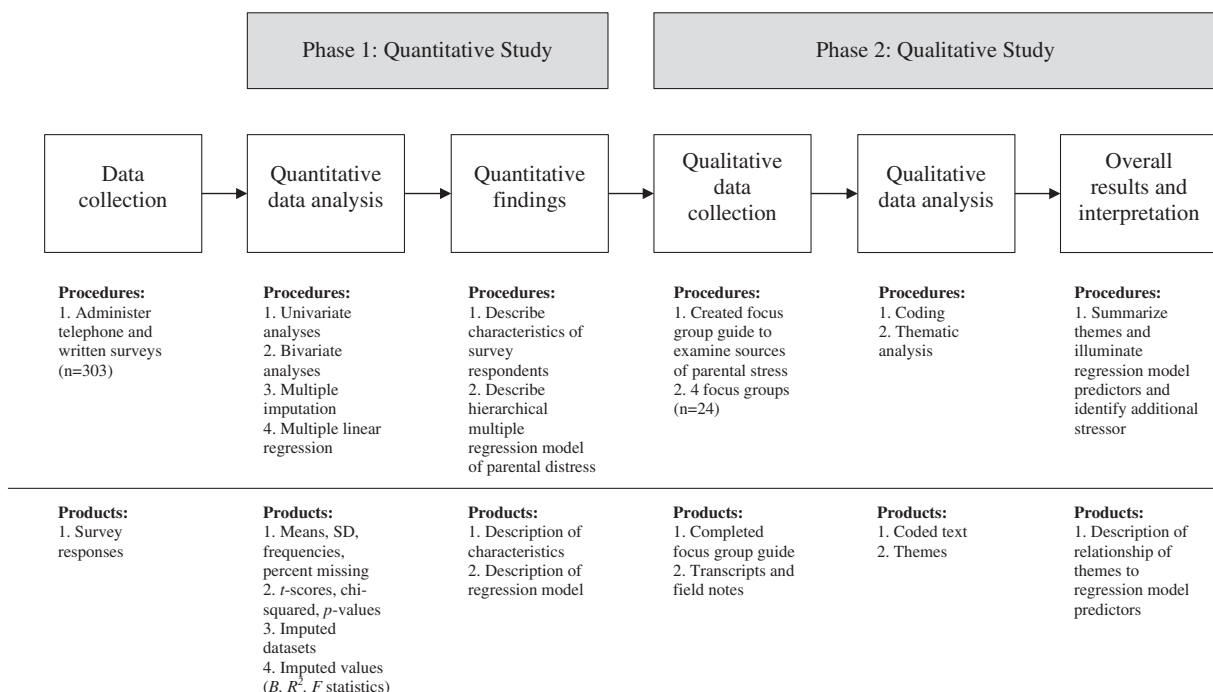 Phase 1: Quantitative Study
Phase 2: Qualitative Study
Data
collection
Quantitative
data analysis
Quantitative
findings
Qualitative
data
collection
Qualitative
data analysis
Overall
results and
interpretation
Procedures:
1. Administer
telephone and
written surveys
(n=303)
Procedures:
1. Univariate
analyses
2. Bivariate
analyses
3. Multiple
imputation
4. Multiple linear
regression
Procedures:
1. Describe
characteristics of
survey
respondents
2. Describe
hierarchical
multiple
regression model
of parental distress
Procedures:
1. Created focus
group guide to
examine sources
of parental stress
2. 4 focus groups
(n=24)
Procedures:
1. Coding
2. Thematic
analysis
Procedures:
1. Summarize
themes and
illuminate
regression model
predictors and
identify additional
stressor
Products:
1. Survey
responses
Products:
1. Means, SD,
frequencies,
percent missing
2. t-scores, chi-
squared, p-values
3. Imputed
datasets
4. Imputed values
(B, R², F statistics)
Products:
1. Description of
characteristics
2. Description of
regression model
Products:
1. Completed
focus group guide
2. Transcripts and
field notes
Products:
1. Coded text
2. Themes
Products:
1. Description of
relationship of
themes to
regression model
predictors